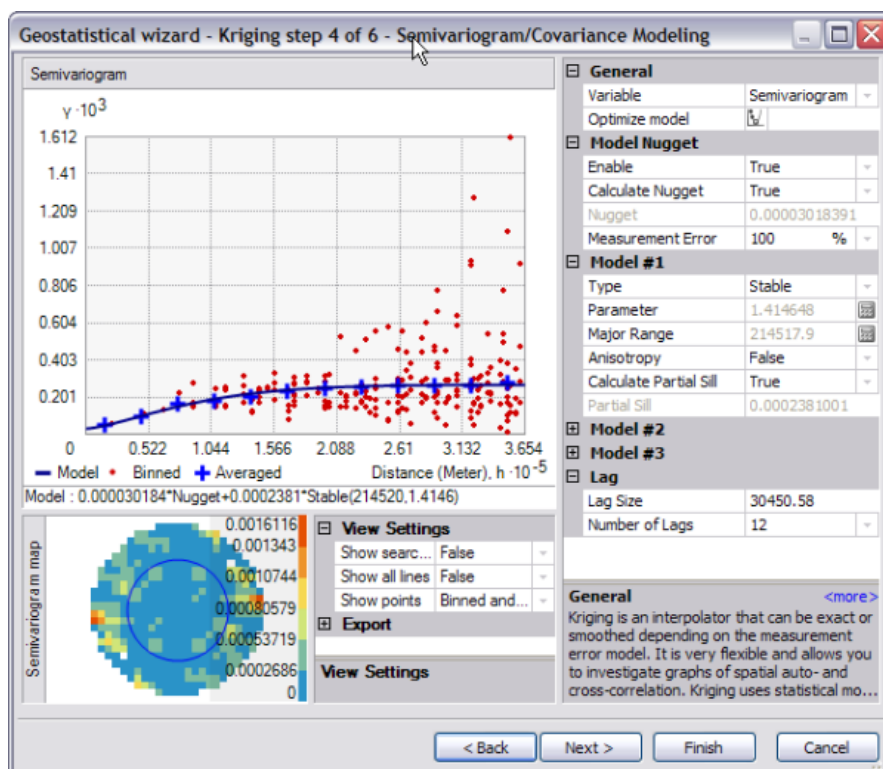 Geostatistical wizard - Kriging step 4 of 6 - Semivariogram/Covariance Modeling
Semivariogram
γ·10³
1.612
1.41
1.209
1.007
0.806
0.604
0.403
0.201
0 0.522 1.044 1.566 2.088 2.61 3.132 3.654
Model Binned Averaged Distance (Meter), h·10⁻⁵
Model : 0.000030184*Nugget+0.0002381*Stable(214520,1.4146)
Semivariogram map
0.0016116
0.001343
0.0010744
0.00080579
0.00053719
0.0002686
0
View Settings
Show searc... False
Show all lines False
Show points Binned and...
Export
View Settings
General
Variable Semivariogram
Optimize model
Model Nugget
Enable True
Calculate Nugget True
Nugget 0.00003018391
Measurement Error 100 %
Model #1
Type Stable
Parameter 1.414648
Major Range 214517.9
Anisotropy False
Calculate Partial Sill True
Partial Sill 0.0002381001
Model #2
Model #3
Lag
Lag Size 30450.58
Number of Lags 12
General <more>
Kriging is an interpolator that can be exact or
smoothed depending on the measurement
error model. It is very flexible and allows you
to investigate graphs of spatial auto- and
cross-correlation. Kriging uses statistical mo...
< Back Next > Finish Cancel